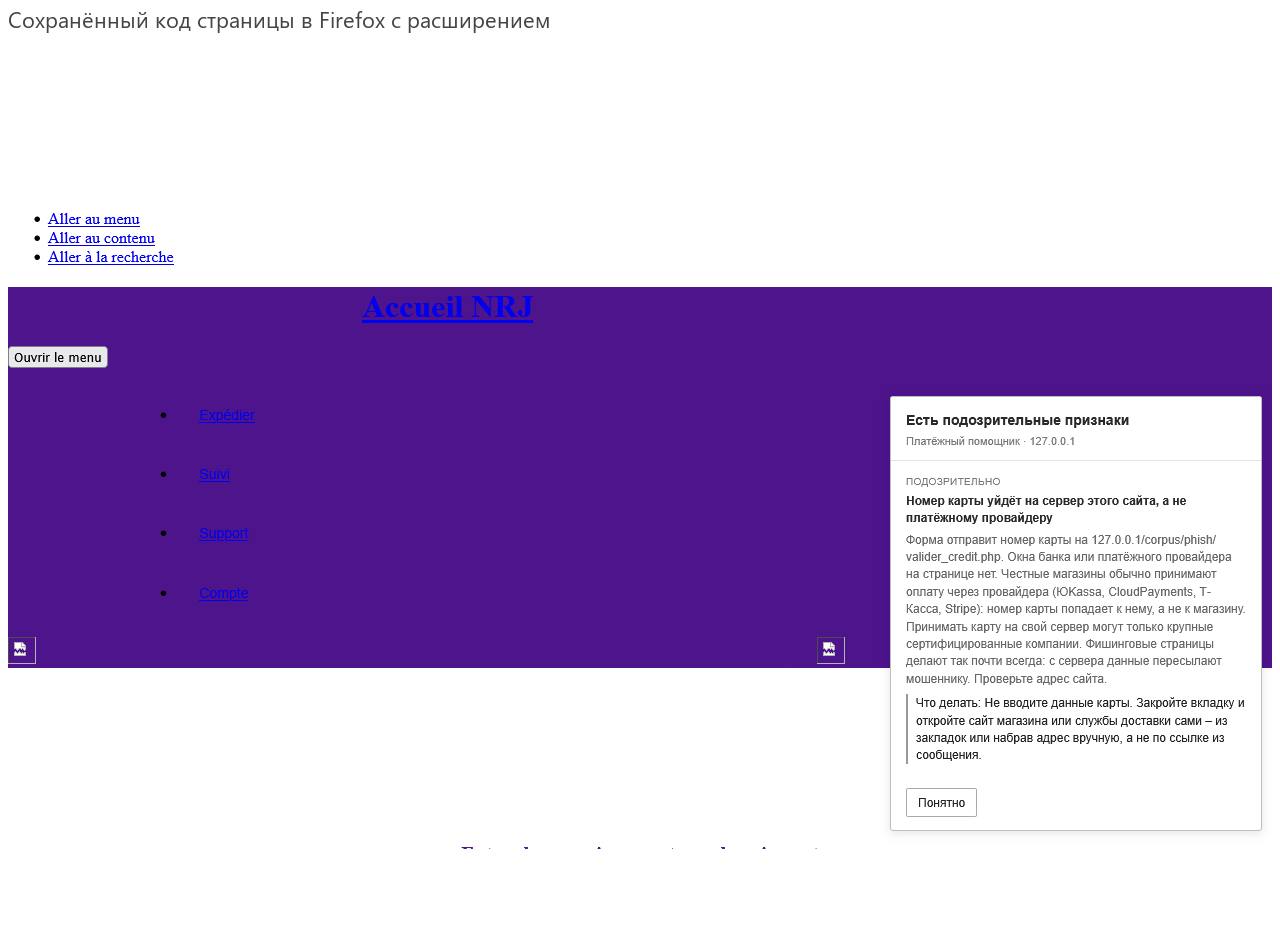 Сохранённый код страницы в Firefox с расширением
Aller au menu
Aller au contenu
Aller à la recherche
Accueil NRJ
Ouvrir le menu
Expédier
Suivi
Support
Compte
Есть подозрительные признаки
Платёжный помощник · 127.0.0.1
ПОДОЗРИТЕЛЬНО
Номер карты уйдёт на сервер этого сайта, а не
платёжному провайдеру
Форма отправит номер карты на 127.0.0.1/corpus/phish/
valider_credit.php. Окна банка или платёжного провайдера
на странице нет. Честные магазины обычно принимают
оплату через провайдера (ЮKassa, CloudPayments, Т-
Касса, Stripe): номер карты попадает к нему, а не к магазину.
Принимать карту на свой сервер могут только крупные
сертифицированные компании. Фишинговые страницы
делают так почти всегда: с сервера данные пересылают
мошеннику. Проверьте адрес сайта.
Что делать: Не вводите данные карты. Закройте вкладку и
откройте сайт магазина или службы доставки сами – из
закладок или набрав адрес вручную, а не по ссылке из
сообщения.
Понятно